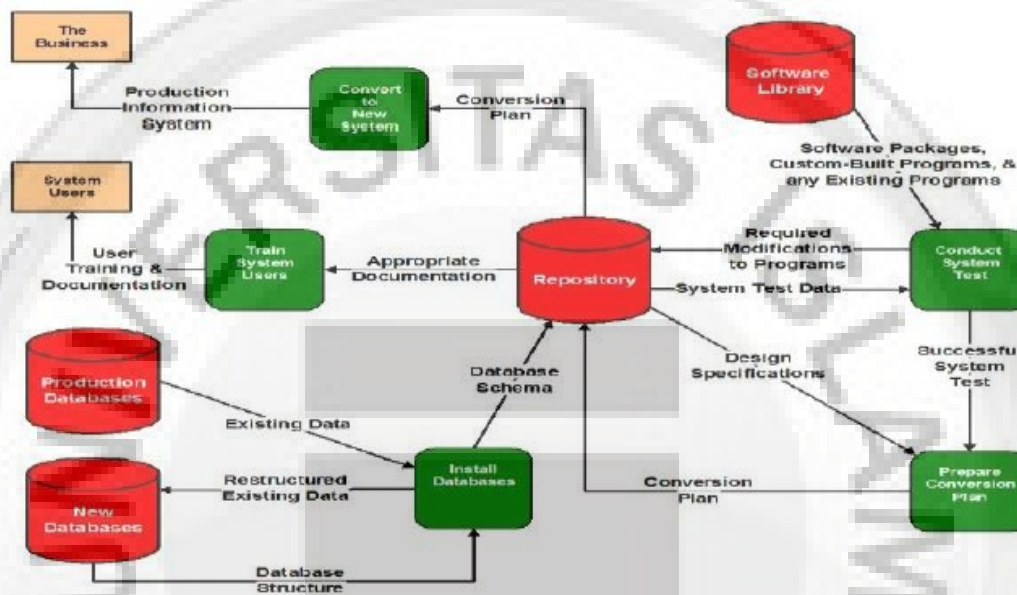 The
Business
Production
Information
System
Convert
to
New
System
Conversion
Plan
Software
Library
Software Packages,
Custom-Built Programs, &
any Existing Programs
System
Users
User
Training &
Documentation
Train
System
Users
Appropriate
Documentation
Repository
Required
Modifications
to Programs
System Test Data
Conduct
System
Test
Production
Databases
Existing Data
Database
Schema
Design
Specifications
Successful
System
Test
New
Databases
Restructured
Existing Data
Install
Databases
Conversion
Plan
Prepare
Conversion
Plan
Database
Structure